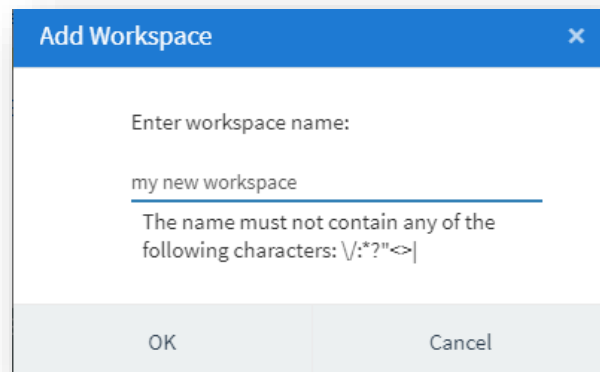 Add Workspace ×
Enter workspace name:
my new workspace
The name must not contain any of the
following characters: \/:*?"<>|
OK Cancel